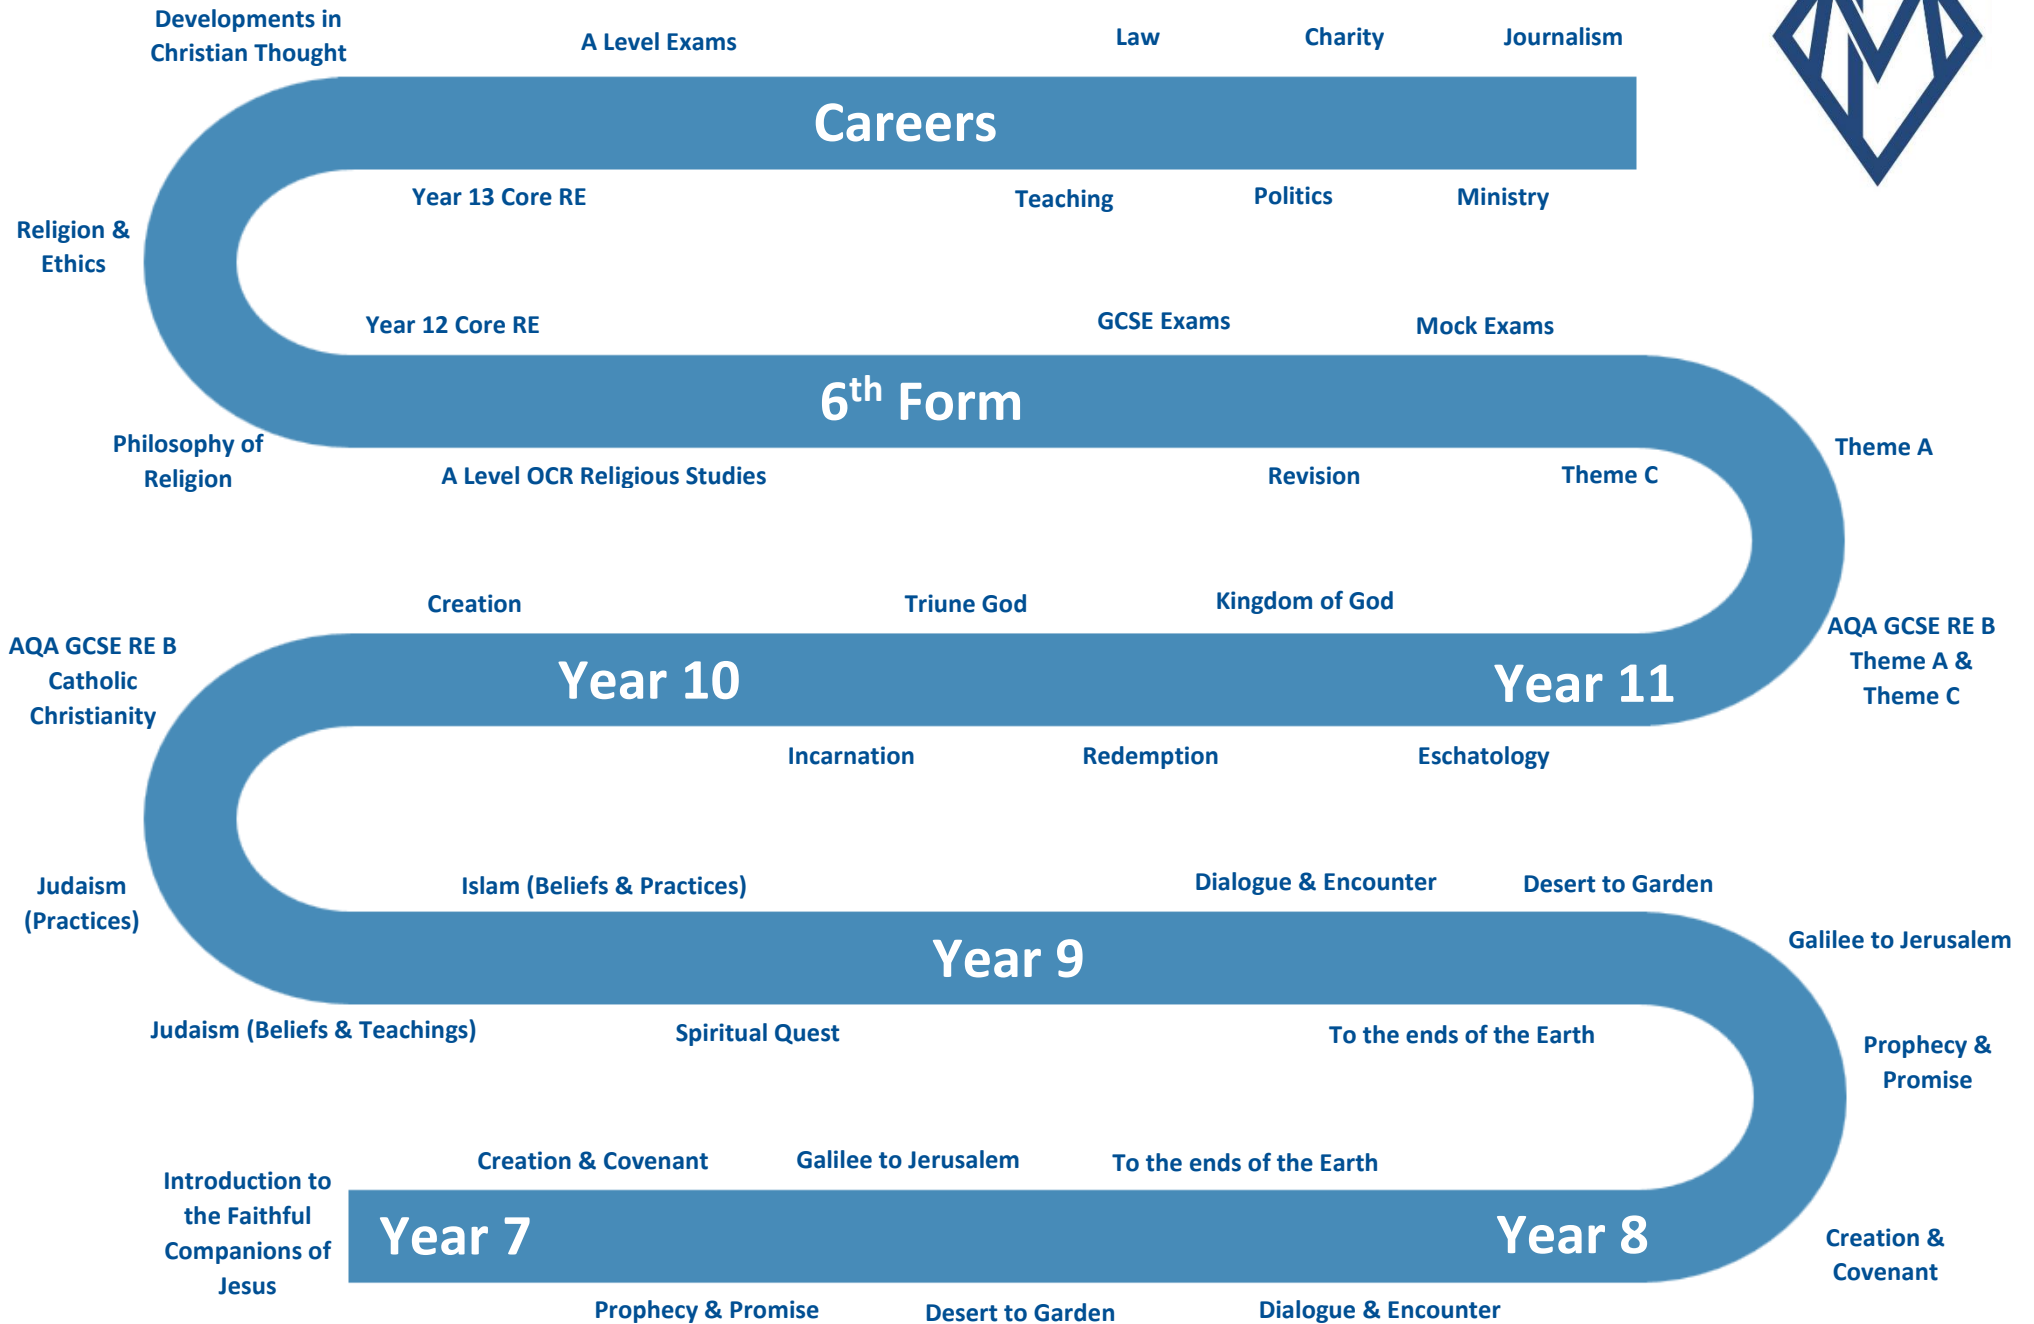 Developments in
Christian Thought
A Level Exams
Law
Charity
Journalism
Careers
Year 13 Core RE
Teaching
Politics
Ministry
Religion &
Ethics
Year 12 Core RE
GCSE Exams
Mock Exams
6th Form
Philosophy of
Religion
A Level OCR Religious Studies
Revision
Theme C
Theme A
Creation
Triune God
Kingdom of God
AQA GCSE RE B
Catholic
Christianity
Year 10
Year 11
AQA GCSE RE B
Theme A &
Theme C
Incarnation
Redemption
Eschatology
Judaism
(Practices)
Islam (Beliefs & Practices)
Dialogue & Encounter
Desert to Garden
Galilee to Jerusalem
Year 9
Judaism (Beliefs & Teachings)
Spiritual Quest
To the ends of the Earth
Prophecy &
Promise
Introduction to
the Faithful
Companions of
Jesus
Creation & Covenant
Galilee to Jerusalem
To the ends of the Earth
Year 7
Year 8
Creation &
Covenant
Prophecy & Promise
Desert to Garden
Dialogue & Encounter